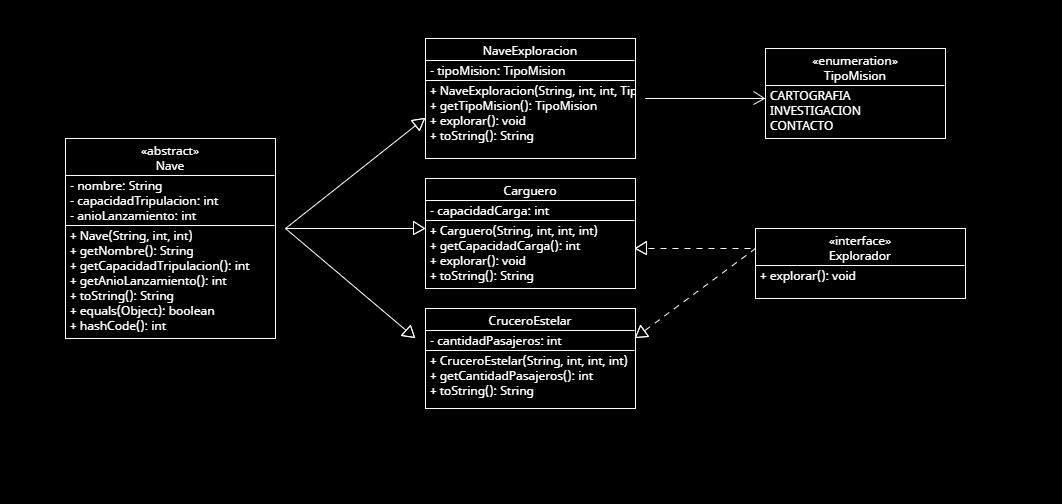 «abstract»
Nave
- nombre: String
- capacidadTripulacion: int
- anioLanzamiento: int
+ Nave(String, int, int)
+ getNombre(): String
+ getCapacidadTripulacion(): int
+ getAnioLanzamiento(): int
+ toString(): String
+ equals(Object): boolean
+ hashCode(): int
NaveExploracion
- tipoMision: TipoMision
+ NaveExploracion(String, int, int, Tip
+ getTipoMision(): TipoMision
+ explorar(): void
+ toString(): String
Carguero
- capacidadCarga: int
+ Carguero(String, int, int, int)
+ getCapacidadCarga(): int
+ explorar(): void
+ toString(): String
CruceroEstelar
- cantidadPasajeros: int
+ CruceroEstelar(String, int, int, int)
+ getCantidadPasajeros(): int
+ toString(): String
«enumeration»
TipoMision
CARTOGRAFIA
INVESTIGACION
CONTACTO
«interface»
Explorador
+ explorar(): void